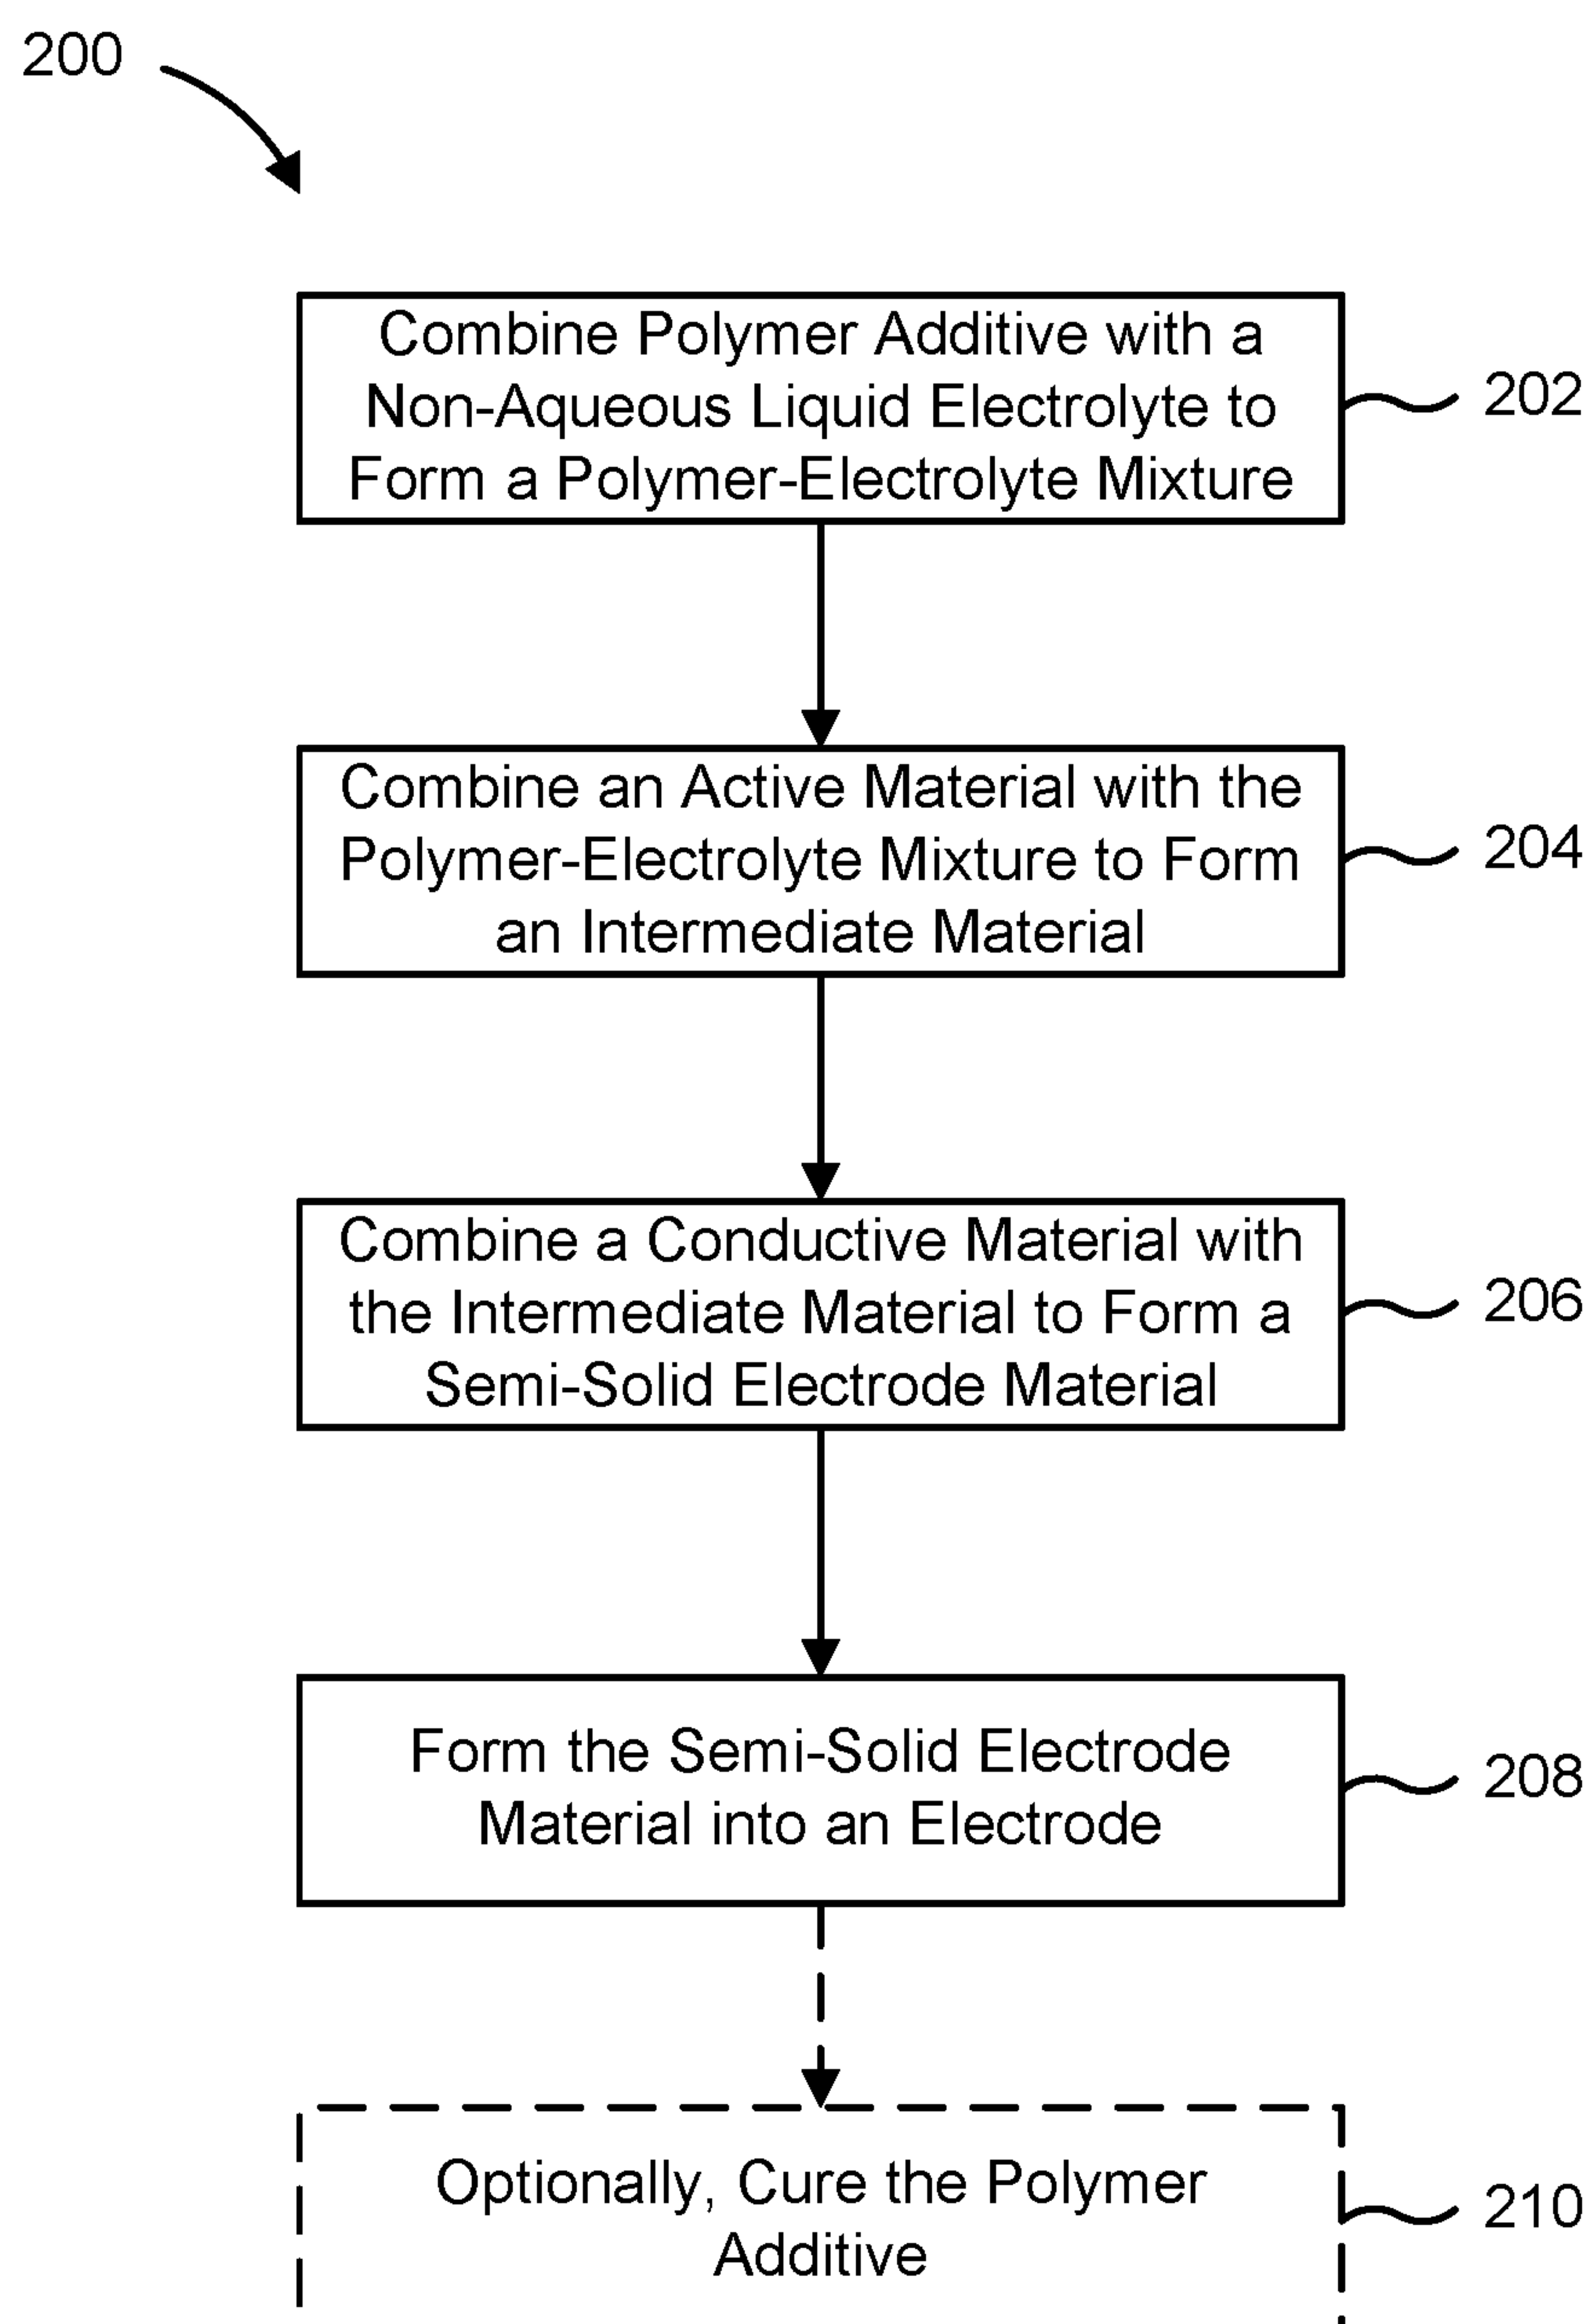 200
Combine Polymer Additive with a
Non-Aqueous Liquid Electrolyte to
Form a Polymer-Electrolyte Mixture
202
Combine an Active Material with the
Polymer-Electrolyte Mixture to Form
an Intermediate Material
204
Combine a Conductive Material with
the Intermediate Material to Form a
Semi-Solid Electrode Material
206
Form the Semi-Solid Electrode
Material into an Electrode
208
Optionally, Cure the Polymer
Additive
210